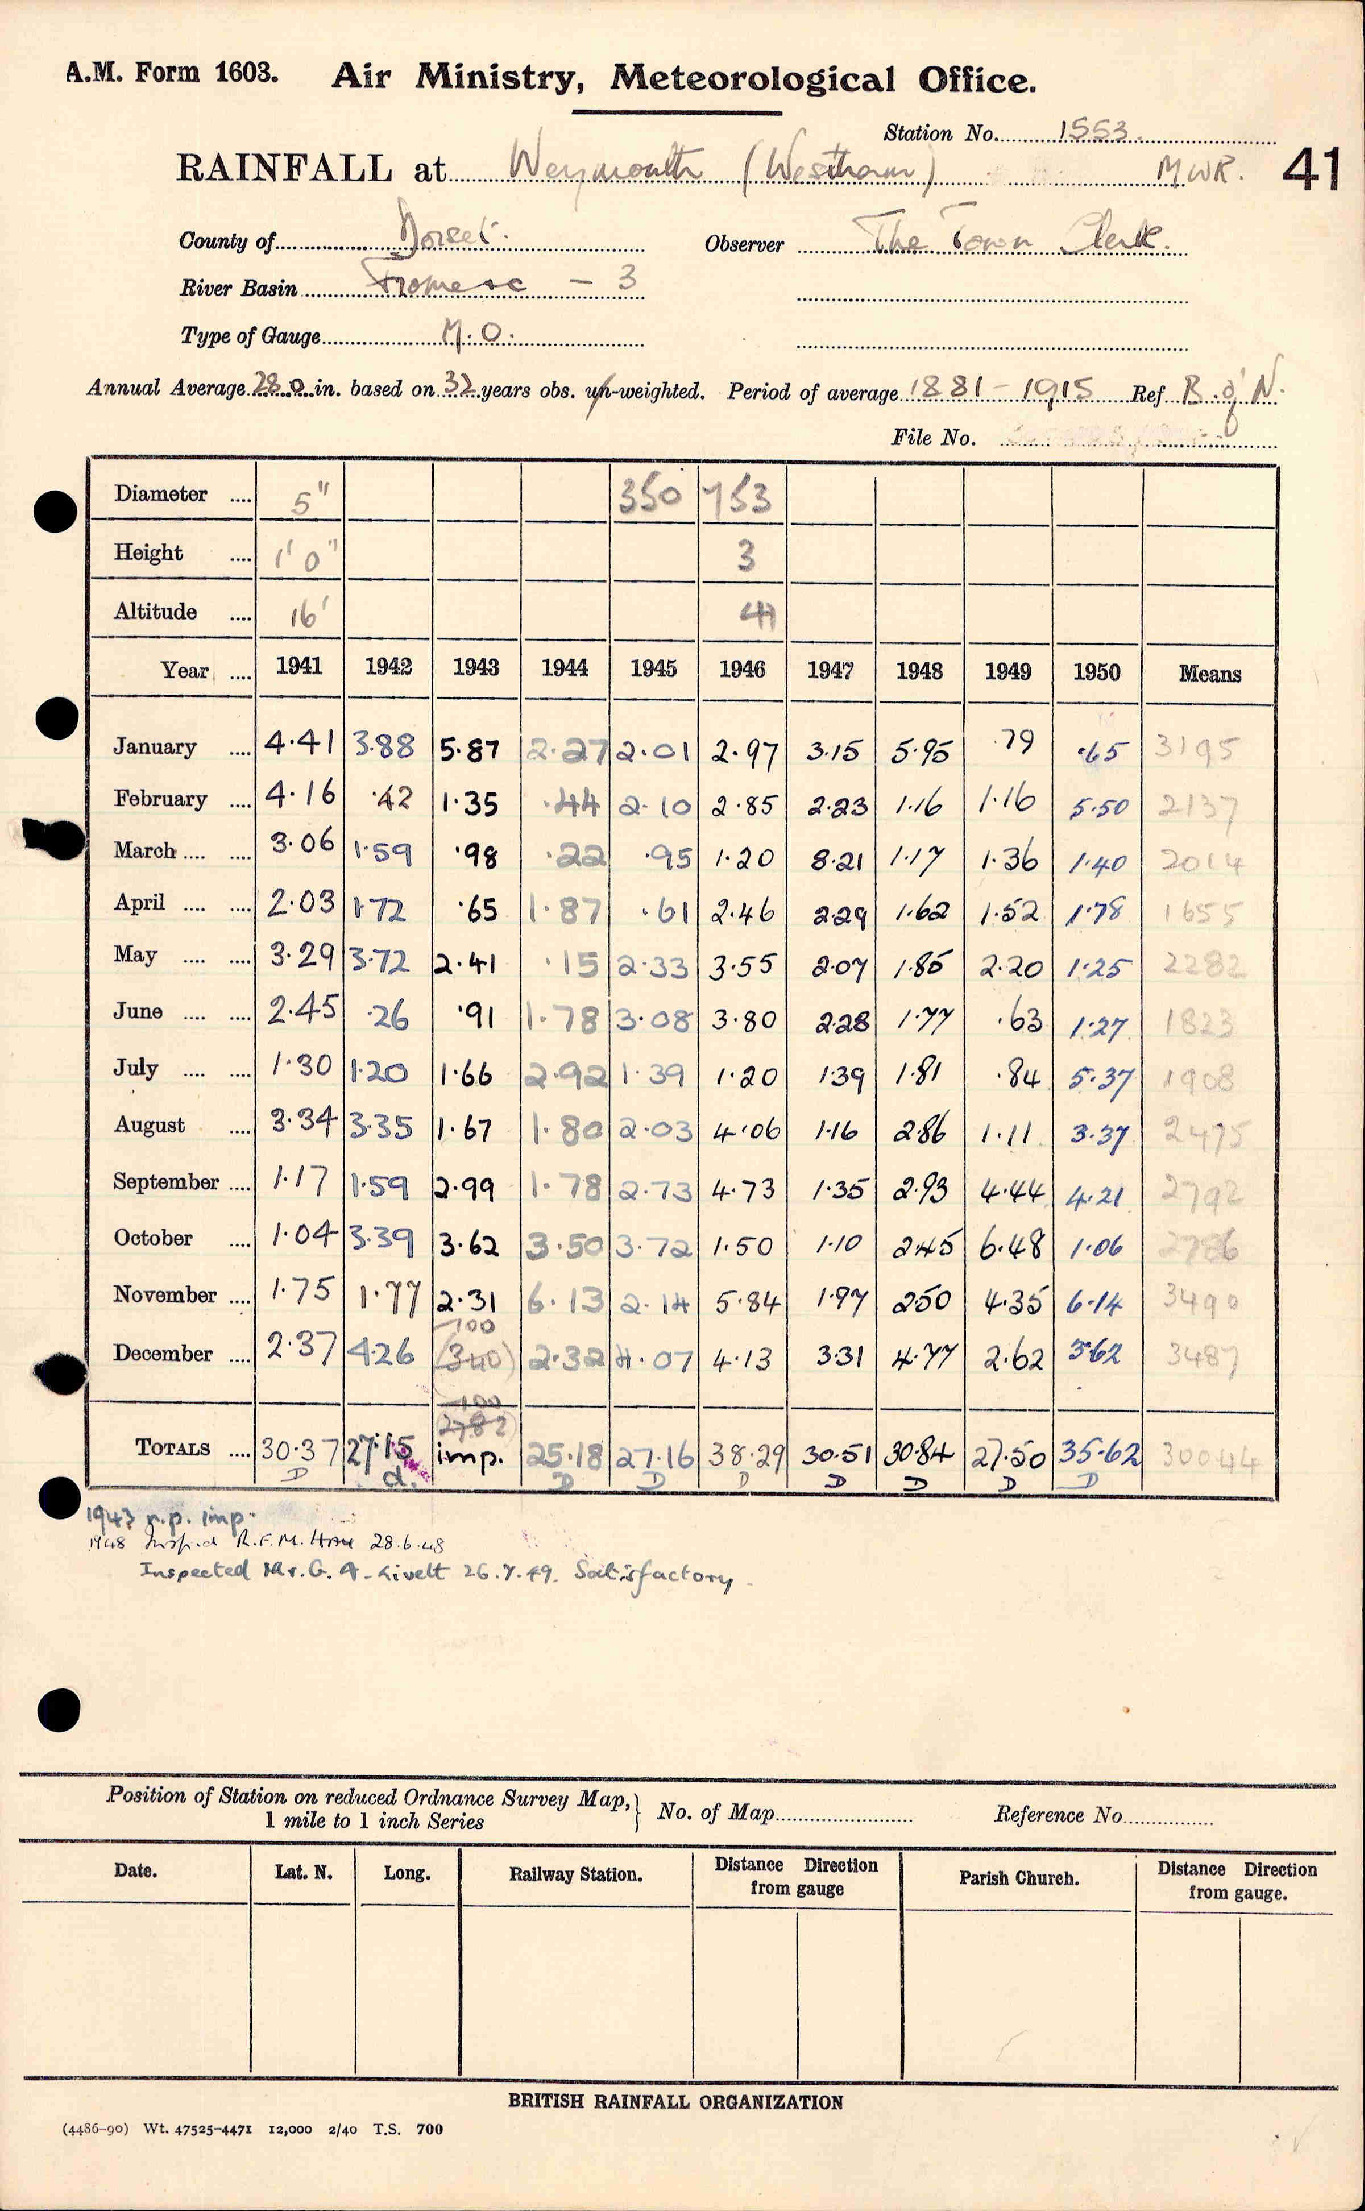 A.M. Form 1603. Air Ministry, Meteorological Office.
Station No. 1553.
RAINFALL at Weymouth (Westham) MWR. 41
County of Dorset. Observer The Town Clerk.
River Basin Frome &c - 3
Type of Gauge M.O.
Annual Average 28.0 in. based on 32 years obs. un-weighted. Period of average 1881-1915 Ref B. of N.
File No.
Diameter .... 5" 350 753
Height .... 1' 0" 3
Altitude .... 16' 41
Year .... 1941 1942 1943 1944 1945 1946 1947 1948 1949 1950 Means
January .... 4.41 3.88 5.87 2.27 2.01 2.97 3.15 5.95 .79 .65 3195
February .... 4.16 .42 1.35 .44 2.10 2.85 2.23 1.16 1.16 5.50 2137
March .... .... 3.06 1.59 .98 .22 .95 1.20 8.21 1.17 1.36 1.40 2014
April .... .... 2.03 1.72 .65 1.87 .61 2.46 2.29 1.62 1.52 1.78 1655
May .... .... 3.29 3.72 2.41 .15 2.33 3.55 2.07 1.85 2.20 1.25 2282
June .... .... 2.45 .26 .91 1.78 3.08 3.80 2.28 1.77 .63 1.27 1823
July .... .... 1.30 1.20 1.66 2.92 1.39 1.20 1.39 1.81 .84 5.37 1908
August .... 3.34 3.35 1.67 1.80 2.03 4.06 1.16 2.86 1.11 3.37 2475
September .... 1.17 1.59 2.99 1.78 2.73 4.73 1.35 2.93 4.44 4.21 2792
October .... 1.04 3.39 3.62 3.50 3.72 1.50 1.10 2.45 6.48 1.06 2786
November .... 1.75 1.77 2.31 6.13 2.14 5.84 1.97 2.50 4.35 6.14 3490
100
December .... 2.37 4.26 (340) 2.32 4.07 4.13 3.31 4.77 2.62 3.62 3487
100
(2782)
TOTALS .... 30.37 27.15 imp. 25.18 27.16 38.29 30.51 30.84 27.50 35.62 30044
D d. D D D D D D D
1943 n.p. imp.
1948 Inspd R.F.M. Hay 28.6.48
Inspected Mr. G. A. Livett 26.7.49. Satisfactory.
Position of Station on reduced Ordnance Survey Map, } No. of Map Reference No
1 mile to 1 inch Series
Date. Lat. N. Long. Railway Station. Distance Direction from gauge Parish Church. Distance Direction from gauge.
BRITISH RAINFALL ORGANIZATION
(4486-90) Wt. 47525-4471 12,000 2/40 T.S. 700